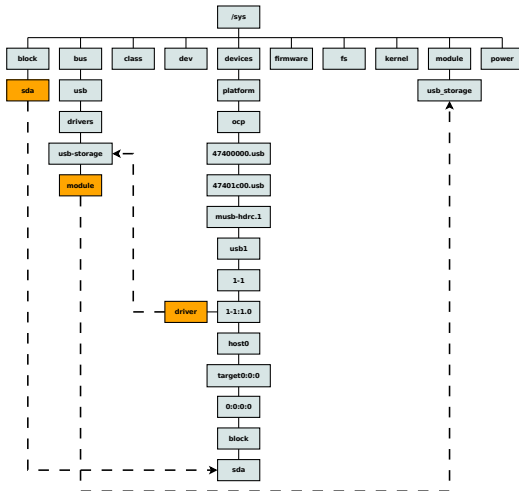 /sys
block
bus
class
dev
devices
firmware
fs
kernel
module
power
sda
usb
platform
usb_storage
drivers
ocp
usb-storage
47400000.usb
module
47401c00.usb
musb-hdrc.1
usb1
1-1
driver
1-1:1.0
host0
target0:0:0
0:0:0:0
block
sda